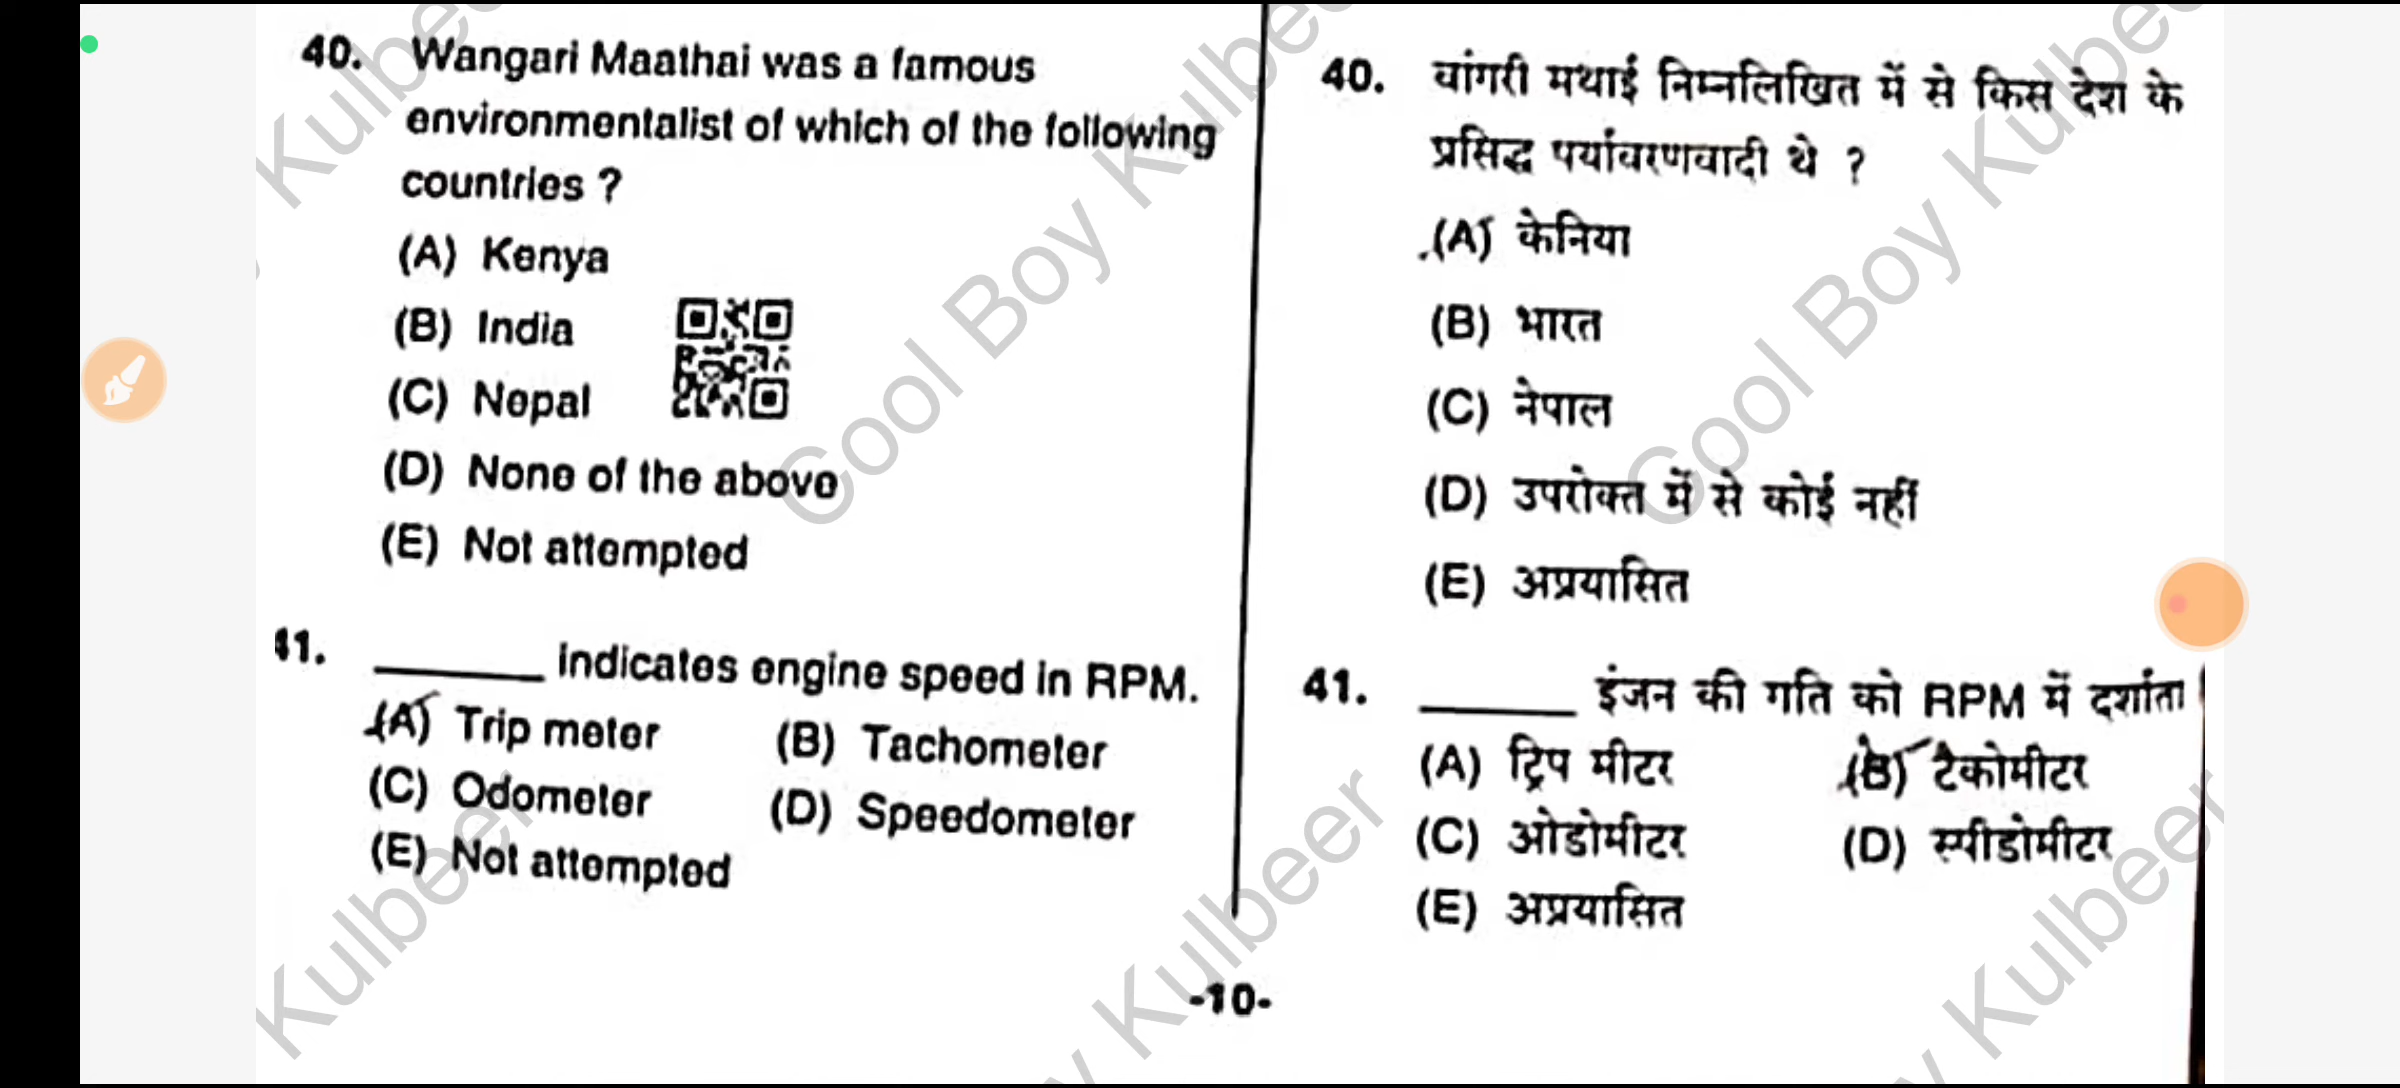 40. Wangari Maathai was a famous
environmentalist of which of the following
countries ?
(A) Kenya
(B) India
(C) Nepal
(D) None of the above
(E) Not attempted
41. ______ indicates engine speed in RPM.
(A) Trip meter (B) Tachometer
(C) Odometer (D) Speedometer
(E) Not attempted
40. वांगरी मथाई निम्नलिखित में से किस देश के
प्रसिद्ध पर्यावरणवादी थे ?
(A) केनिया
(B) भारत
(C) नेपाल
(D) उपरोक्त में से कोई नहीं
(E) अप्रयासित
41. ______ इंजन की गति को RPM में दर्शाता
(A) ट्रिप मीटर (B) टैकोमीटर
(C) ओडोमीटर (D) स्पीडोमीटर
(E) अप्रयासित
-10-
Cool Boy Kulbeer
Cool Boy Kulbeer
Kulbeer
Kulbeer
Kulbeer